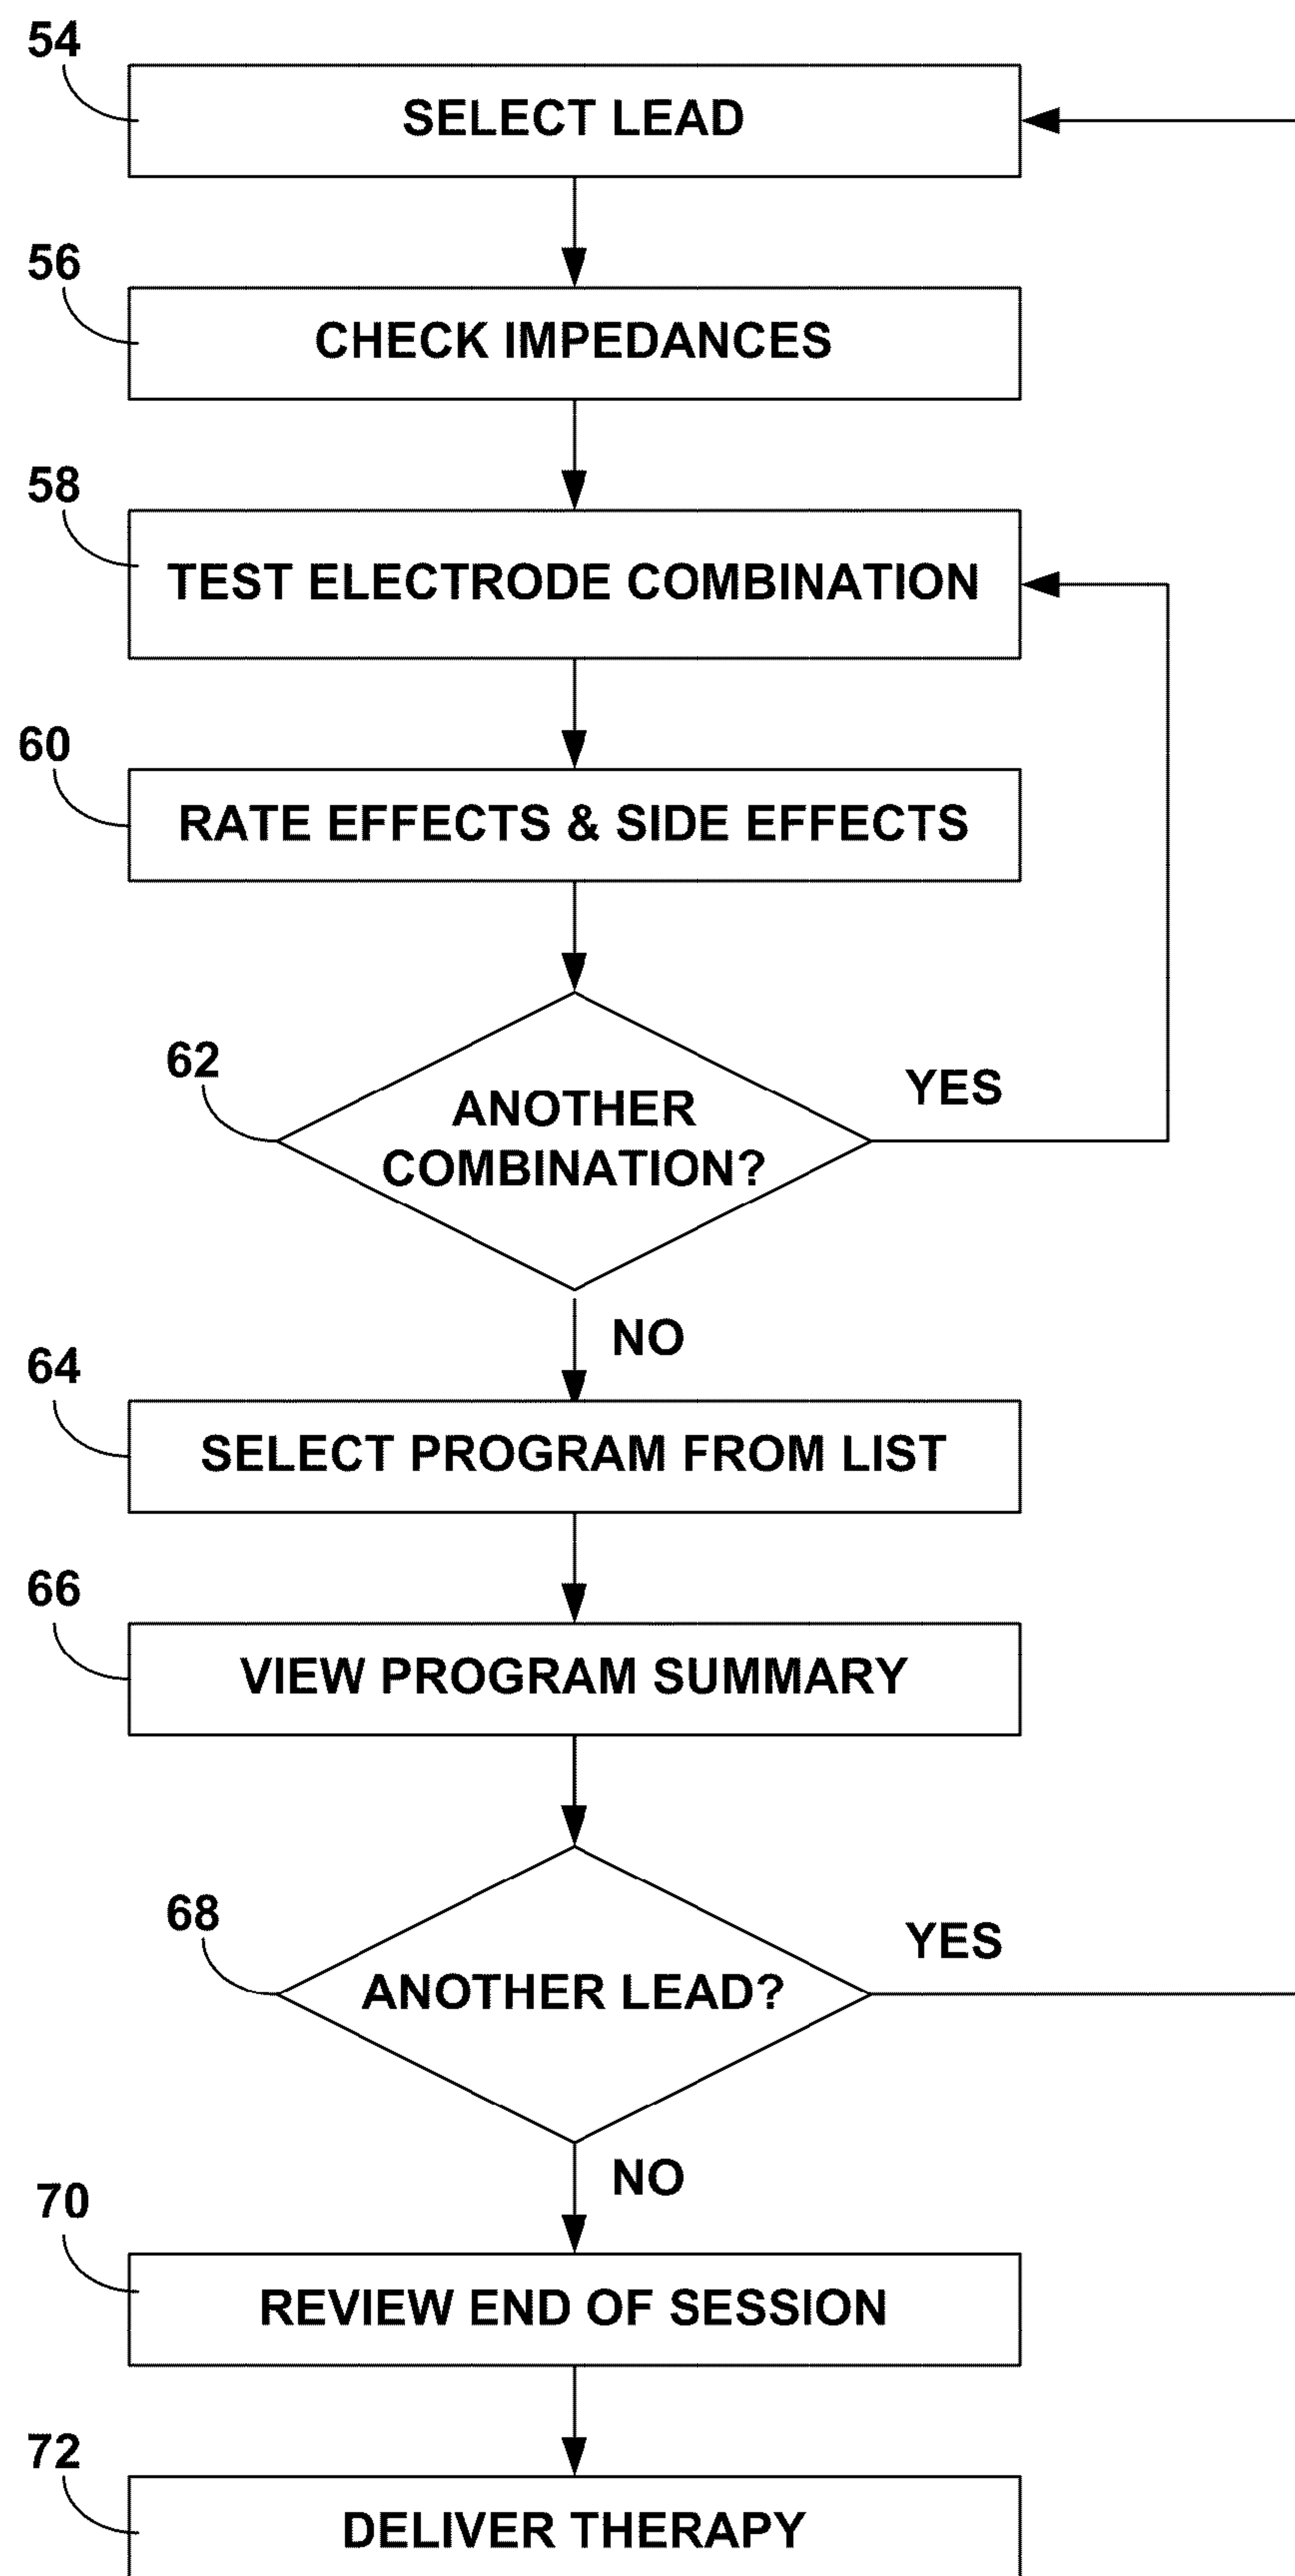 54
SELECT LEAD
56
CHECK IMPEDANCES
58
TEST ELECTRODE COMBINATION
60
RATE EFFECTS & SIDE EFFECTS
62
ANOTHER
COMBINATION?
YES
NO
64
SELECT PROGRAM FROM LIST
66
VIEW PROGRAM SUMMARY
68
ANOTHER LEAD?
YES
NO
70
REVIEW END OF SESSION
72
DELIVER THERAPY